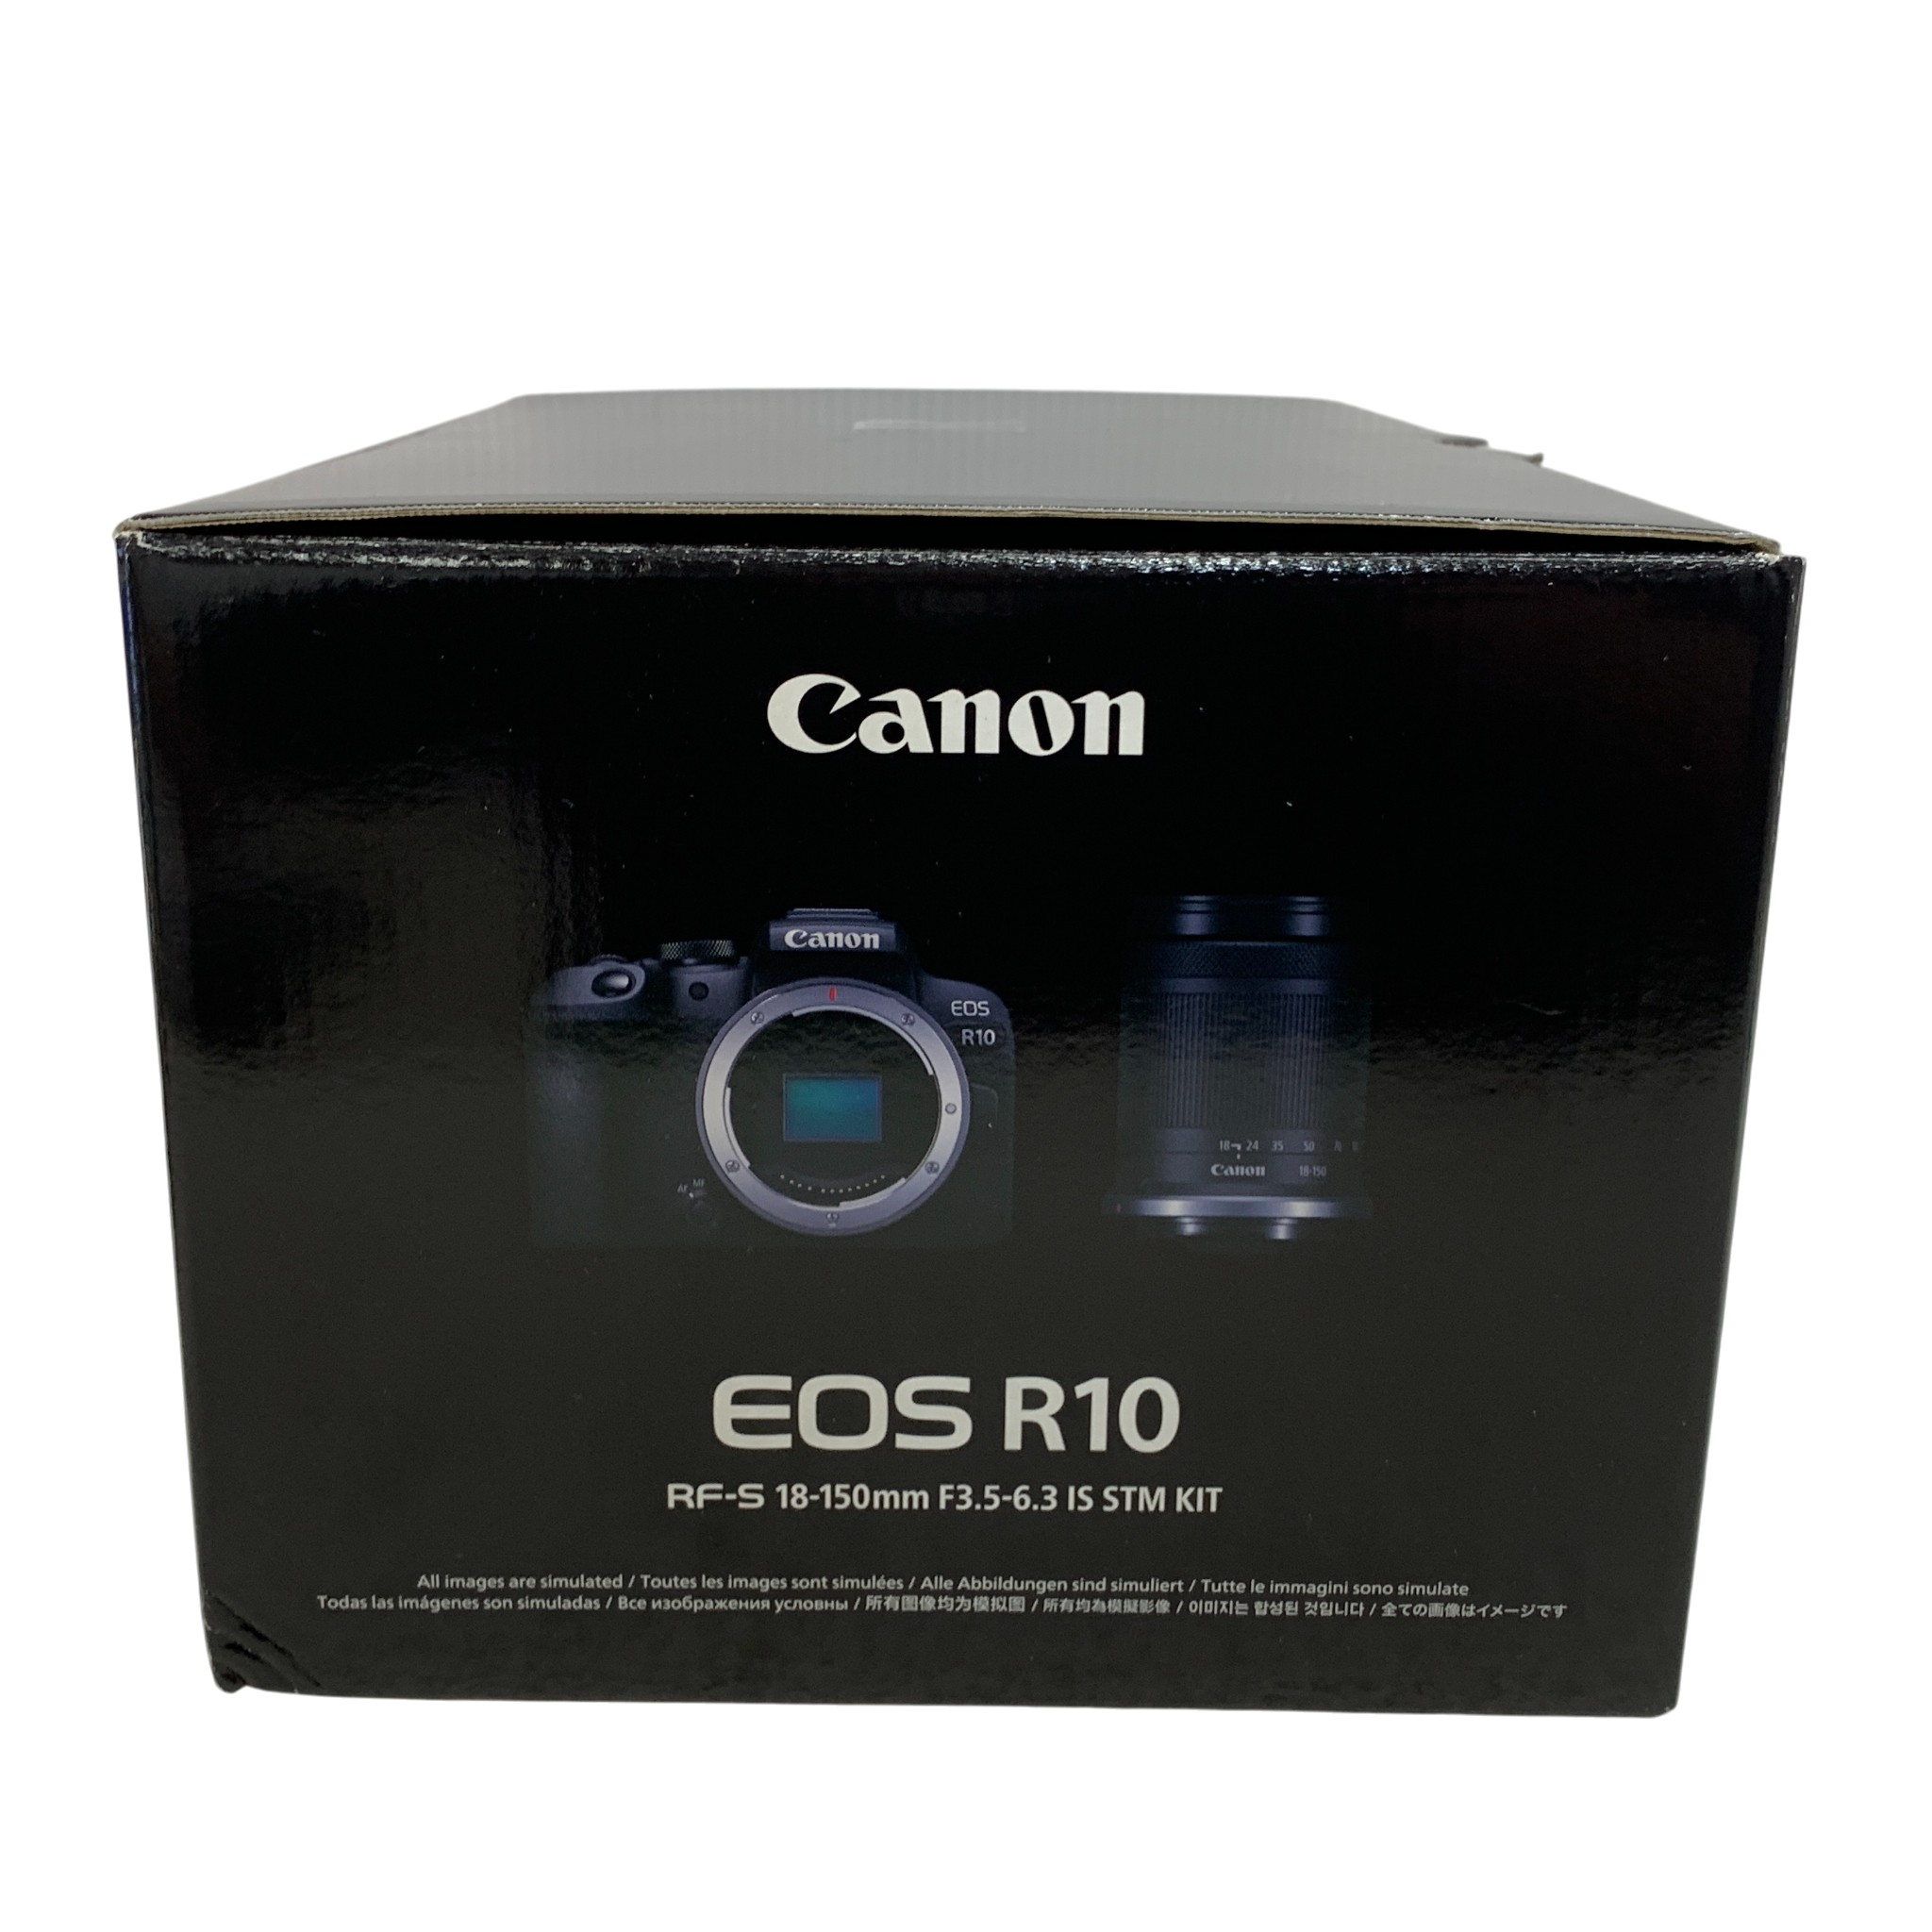 Canon
Canon
EOS
R10
AF MF
18 24 35 50
Canon 18-150
EOS R10
RF-S 18-150mm F3.5-6.3 IS STM KIT
All images are simulated / Toutes les images sont simulées / Alle Abbildungen sind simuliert / Tutte le immagini sono simulate
Todas las imágenes son simuladas / Все изображения условны / 所有图像均为模拟图 / 所有均為模擬影像 / 이미지는 합성된 것입니다 / 全ての画像はイメージです